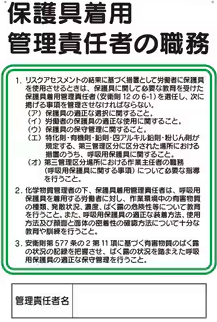 保護具着用
管理責任者の職務
1. リスクアセスメントの結果に基づく措置として労働者に保護具
を使用させるときは、保護具に関して必要な教育を受けた
保護具着用管理責任者(安衛則12の6-1)を選任し、次に
掲げる事項を管理させなければならない。
(ア) 保護具の適正な選択に関すること。
(イ) 労働者の保護具の適正な使用に関すること。
(ウ) 保護具の保守管理に関すること。
(エ) 特化則・有機則・鉛則・四アルキル鉛則・粉じん則が
規定する、第三管理区分に区分された場所における
措置のうち、呼吸用保護具に関すること。
(オ) 第三管理区分場所における作業主任者の職務
(呼吸用保護具に関する事項)について必要な指導
を行うこと。
2. 化学物質管理者の下、保護具着用管理責任者は、呼吸用
保護具を着用する労働者に対し、作業環境中の有害物質
の種類、発散状況、濃度、ばく露の危険性等について教育
を行うこと。また、呼吸用保護具の適正な装着方法、使用
方法及び顔面と面体の密着性の確認方法について十分な
教育や訓練を行うこと。
3. 安衛則第577条の2第11項に基づく有害物質のばく露
の状況の記録を把握させ、ばく露の状況を踏まえた呼吸
用保護具の適正な保守管理を行うこと。
管理責任者名